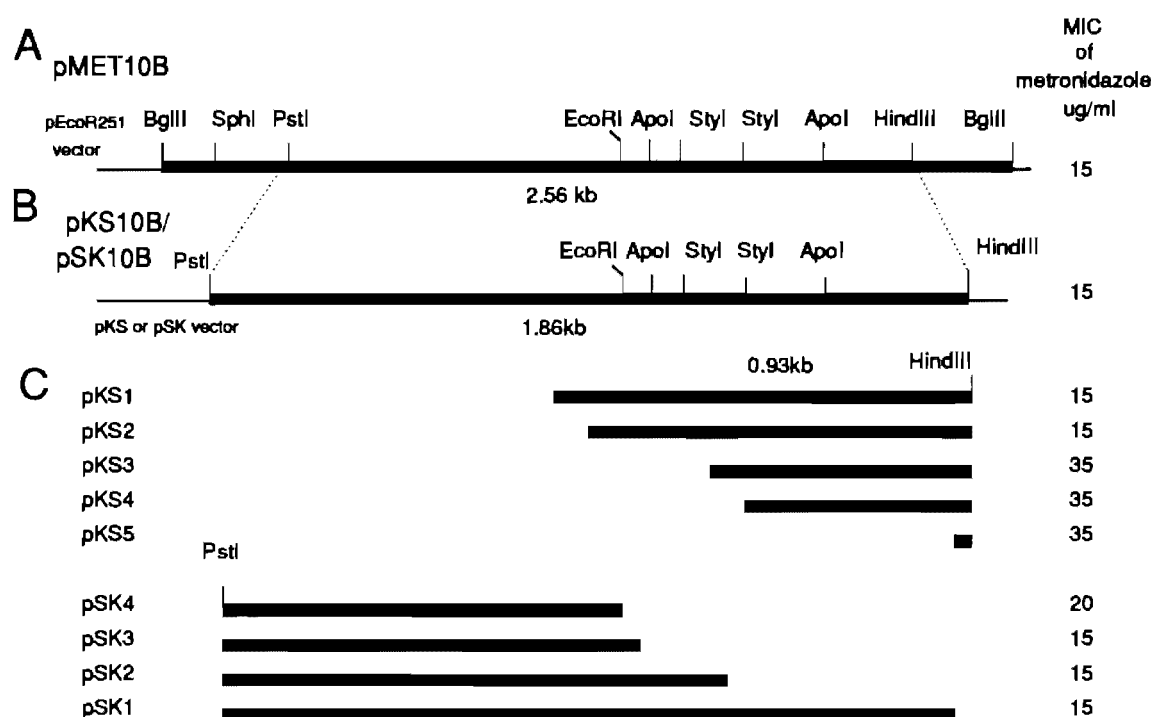 A
pMET10B
MIC
of
metronidazole
ug/ml
pEcoR251
vector
BglII SphI PstI EcoRI ApoI StyI StyI ApoI HindIII BglII
15
2.56 kb
B
pKS10B/
pSK10B
PstI EcoRI ApoI StyI StyI ApoI HindIII
15
pKS or pSK vector
1.86kb
C
0.93kb HindIII
pKS1 15
pKS2 15
pKS3 35
pKS4 35
pKS5 35
PstI
pSK4 20
pSK3 15
pSK2 15
pSK1 15